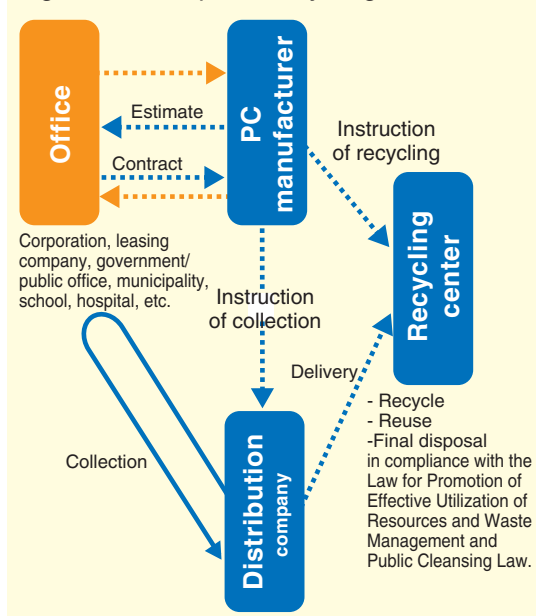 Office
PC
manufacturer
Estimate
Contract
Instruction
of recycling
Recycling
center
Corporation, leasing
company, government/
public office, municipality,
school, hospital, etc.
Instruction
of collection
Delivery
Collection
Distribution
company
- Recycle
- Reuse
-Final disposal
in compliance with the
Law for Promotion of
Effective Utilization of
Resources and Waste
Management and
Public Cleansing Law.